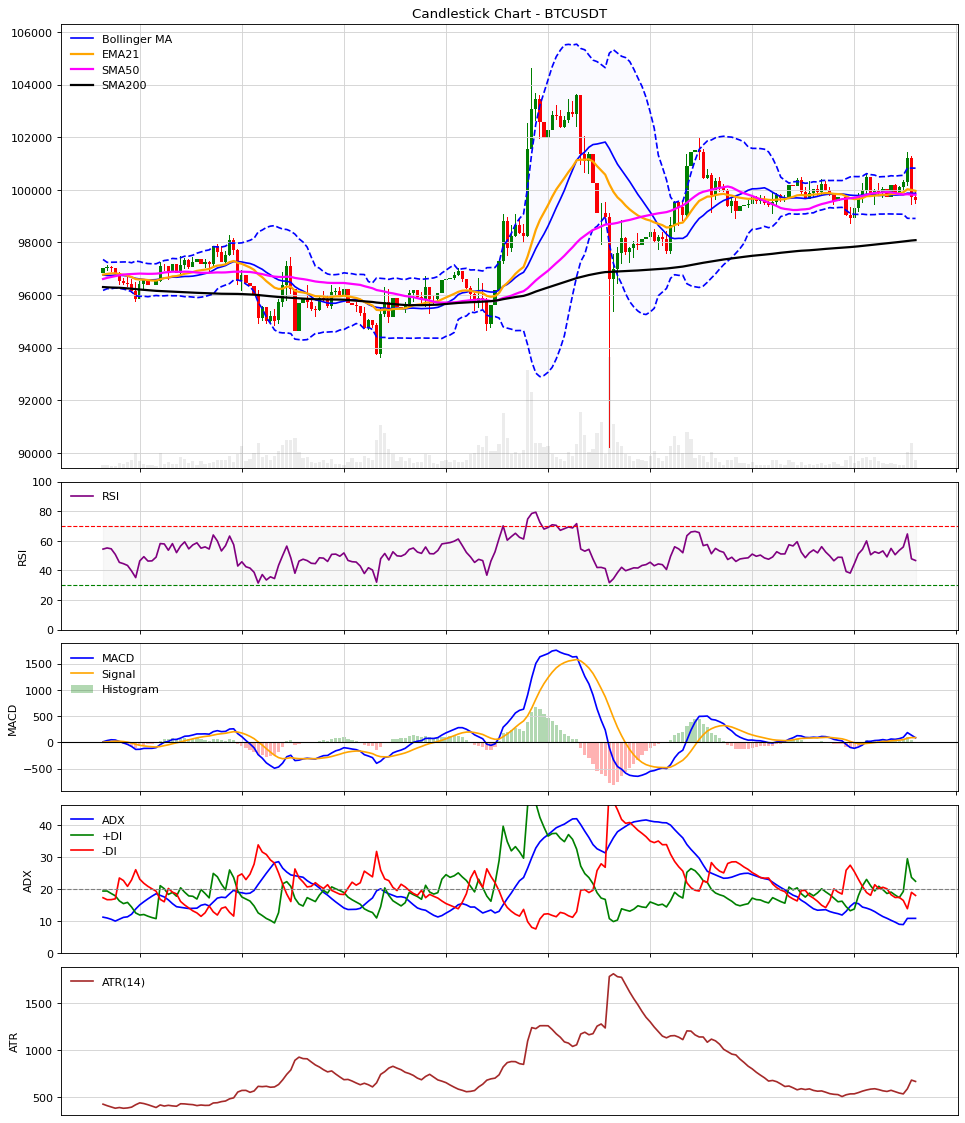 Candlestick Chart - BTCUSDT
106000
104000
102000
100000
98000
96000
94000
92000
90000
Bollinger MA
EMA21
SMA50
SMA200
100
80
60
40
20
0
RSI
RSI
1500
1000
500
0
−500
MACD
MACD
Signal
Histogram
40
30
20
10
0
ADX
ADX
+DI
-DI
1500
1000
500
ATR
ATR(14)